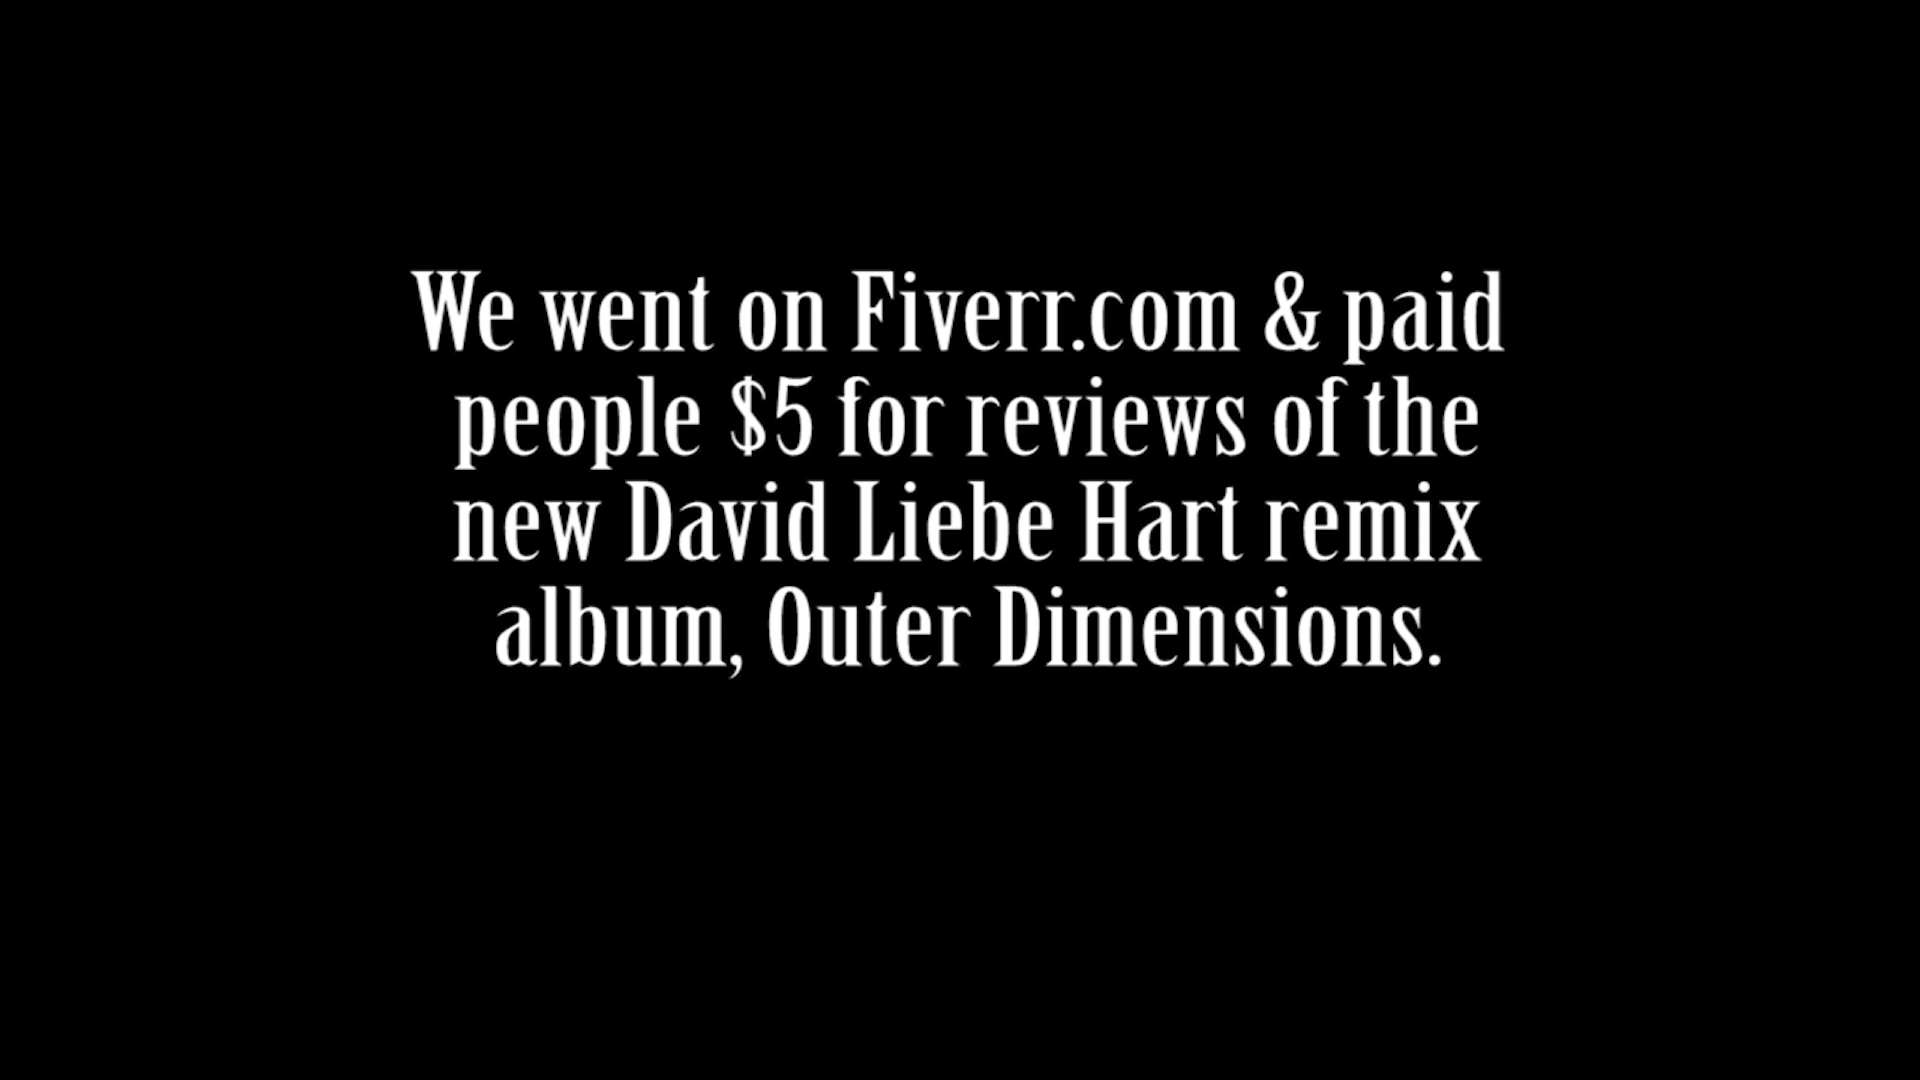 We went on Fiverr.com & paid
people $5 for reviews of the
new David Liebe Hart remix
album, Outer Dimensions.